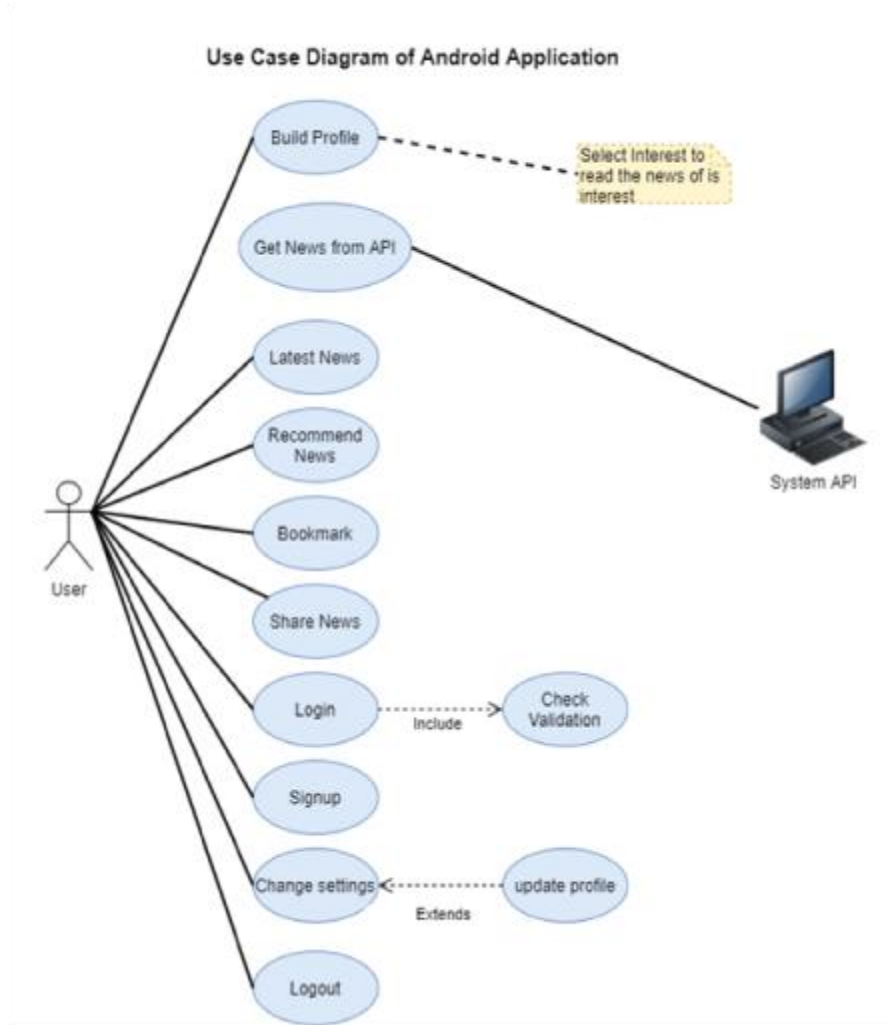 Use Case Diagram of Android Application
Build Profile
Select Interest to
read the news of is
interest
Get News from API
Latest News
Recommend
News
System API
Bookmark
User
Share News
Login
Include
Check
Validation
Signup
Change settings
Extends
update profile
Logout